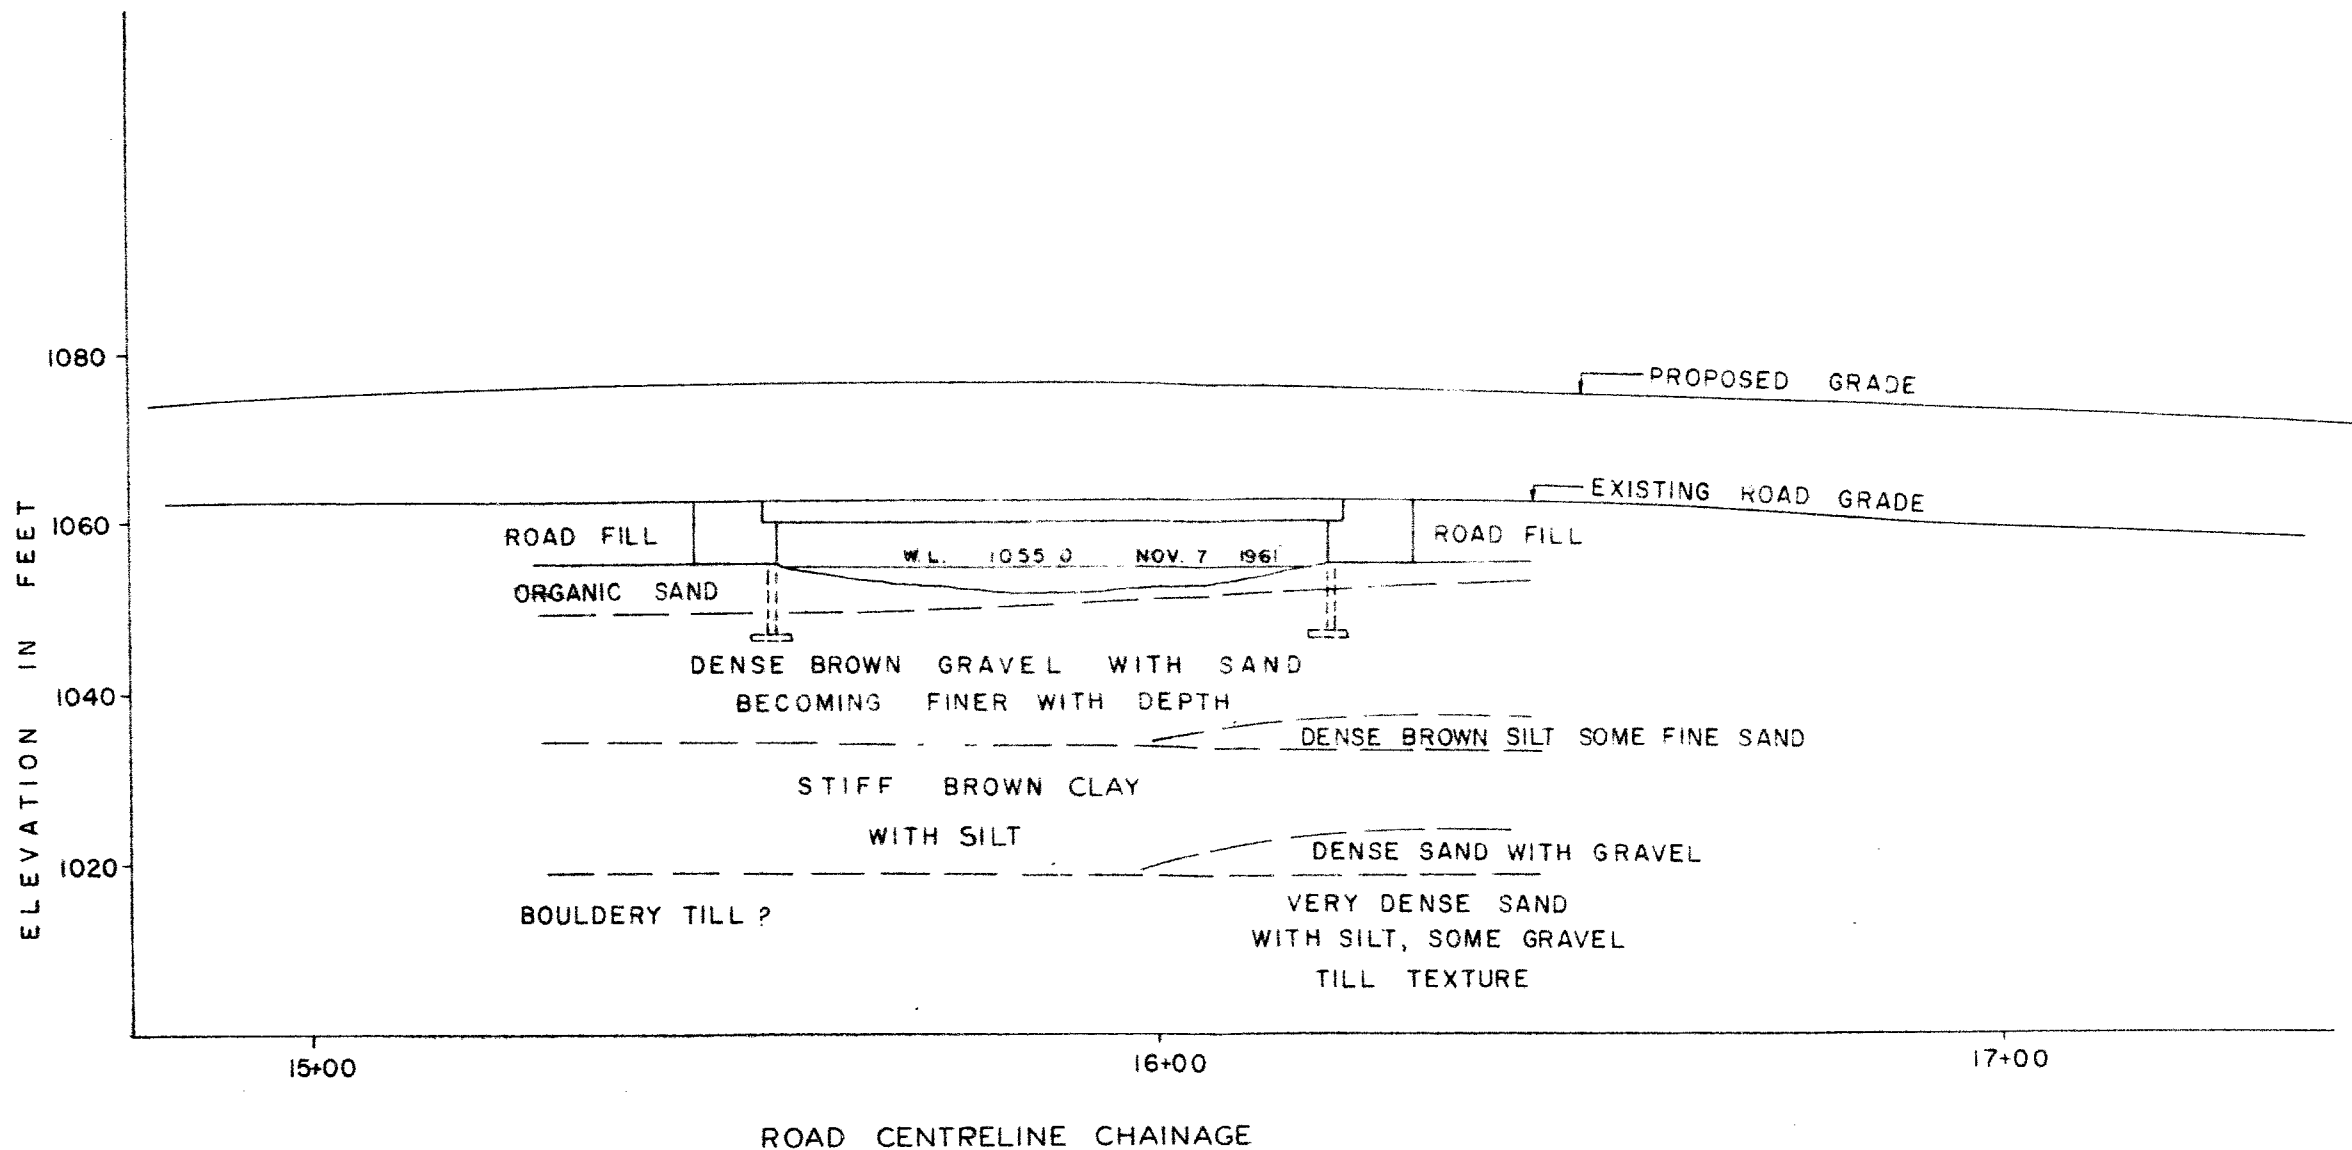 1080
PROPOSED GRADE
EXISTING ROAD GRADE
1060
ROAD FILL
ROAD FILL
W.L. 1055.0 NOV. 7 1961
ORGANIC SAND
DENSE BROWN GRAVEL WITH SAND
BECOMING FINER WITH DEPTH
1040
DENSE BROWN SILT SOME FINE SAND
STIFF BROWN CLAY
WITH SILT
1020
DENSE SAND WITH GRAVEL
BOULDERY TILL ?
VERY DENSE SAND
WITH SILT, SOME GRAVEL
TILL TEXTURE
ELEVATION IN FEET
15+00
16+00
17+00
ROAD CENTRELINE CHAINAGE